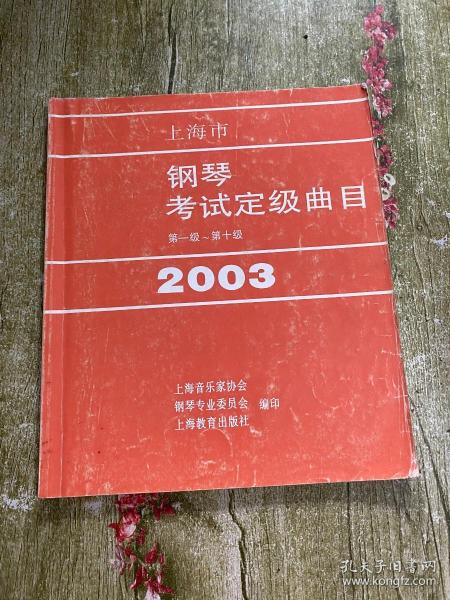 上海市
钢琴
考试定级曲目
第一级~第十级
2003
上海音乐家协会
钢琴专业委员会 编印
上海教育出版社
孔夫子旧书网
www.kongfz.com